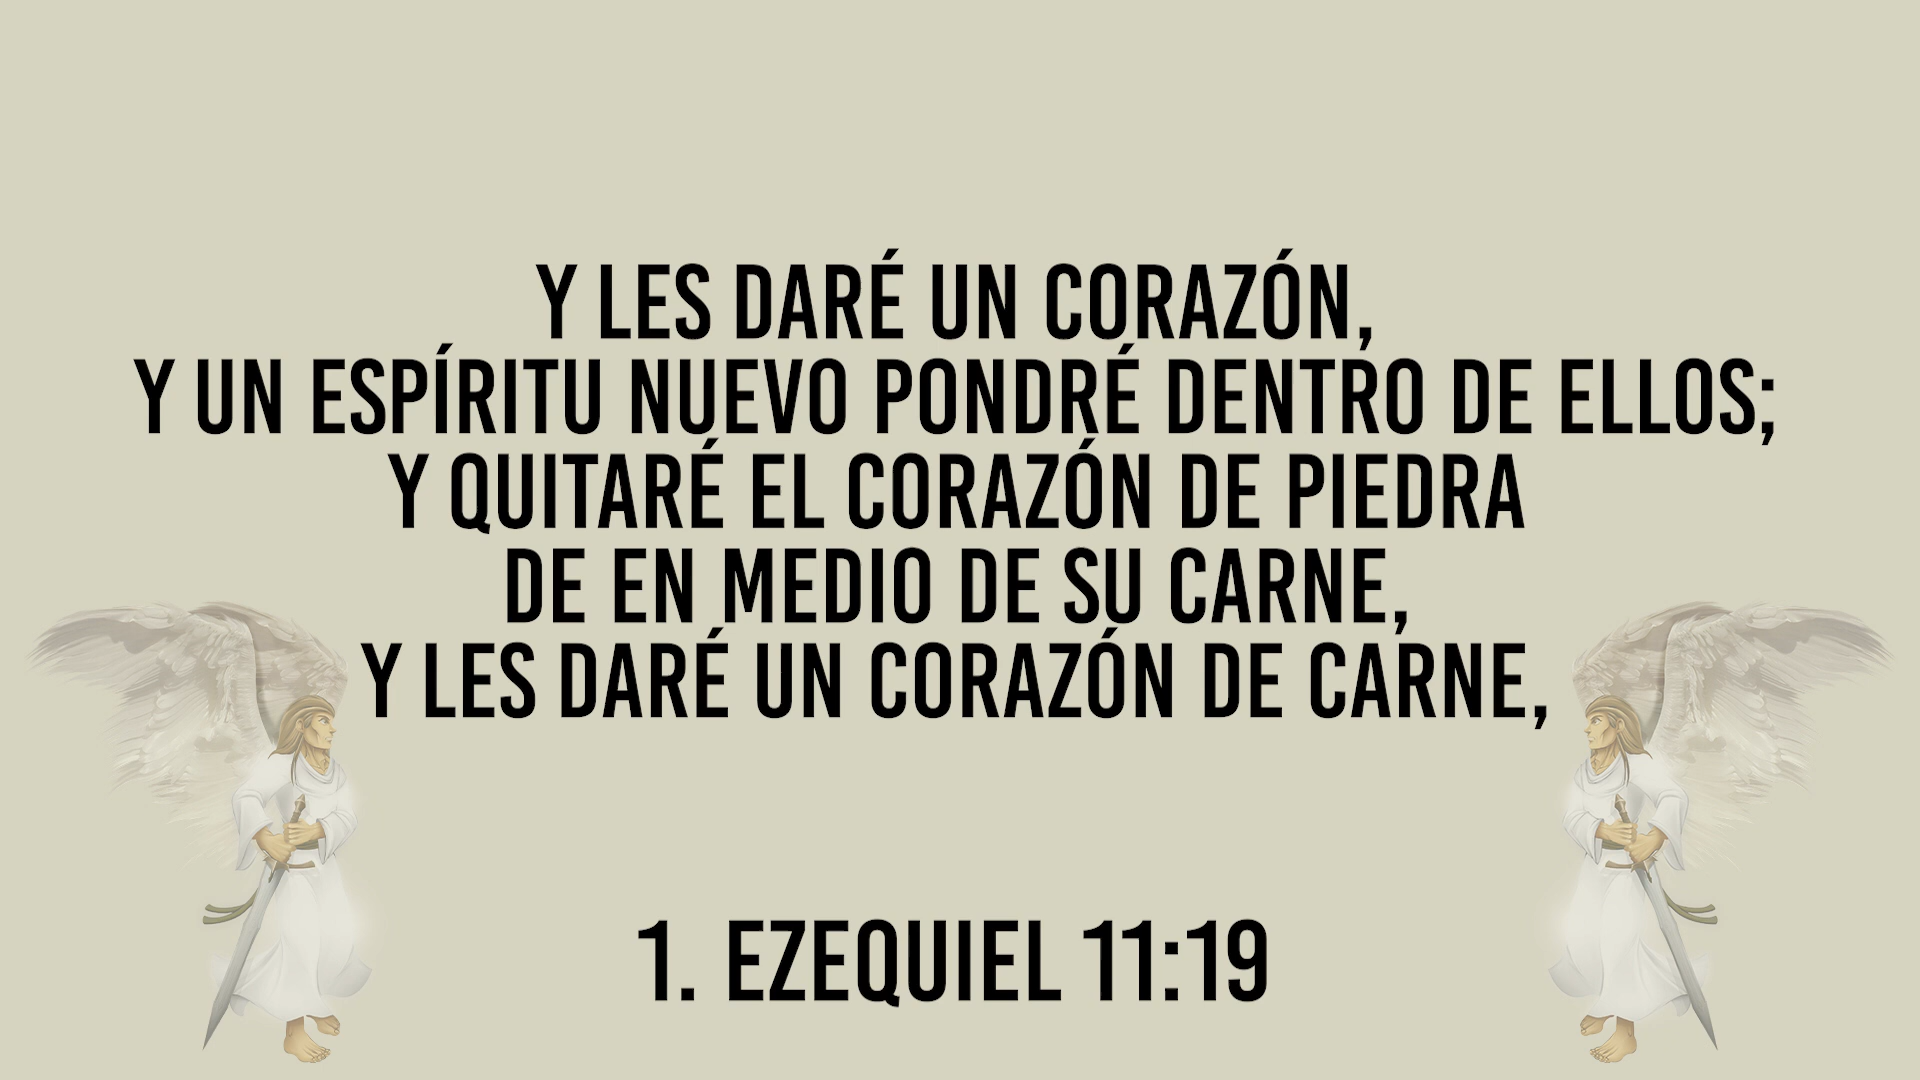 Y LES DARÉ UN CORAZÓN,
Y UN ESPÍRITU NUEVO PONDRÉ DENTRO DE ELLOS;
Y QUITARÉ EL CORAZÓN DE PIEDRA
DE EN MEDIO DE SU CARNE,
Y LES DARÉ UN CORAZÓN DE CARNE,
1. EZEQUIEL 11:19